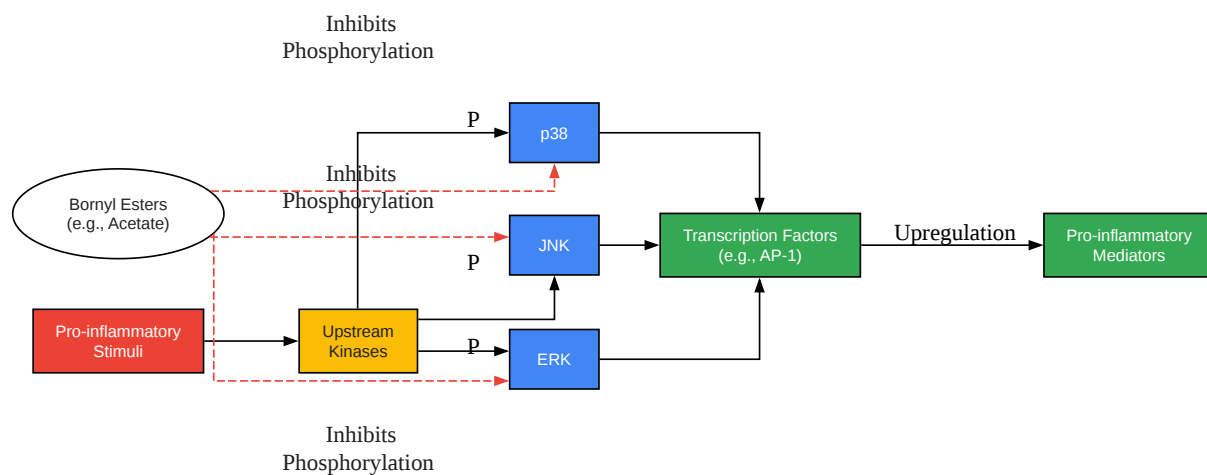 Inhibits
Phosphorylation
P
p38
Inhibits
Phosphorylation
Bornyl Esters
(e.g., Acetate)
JNK
P
Transcription Factors
(e.g., AP-1)
Upregulation
Pro-inflammatory
Mediators
Pro-inflammatory
Stimuli
Upstream
Kinases
P
ERK
Inhibits
Phosphorylation